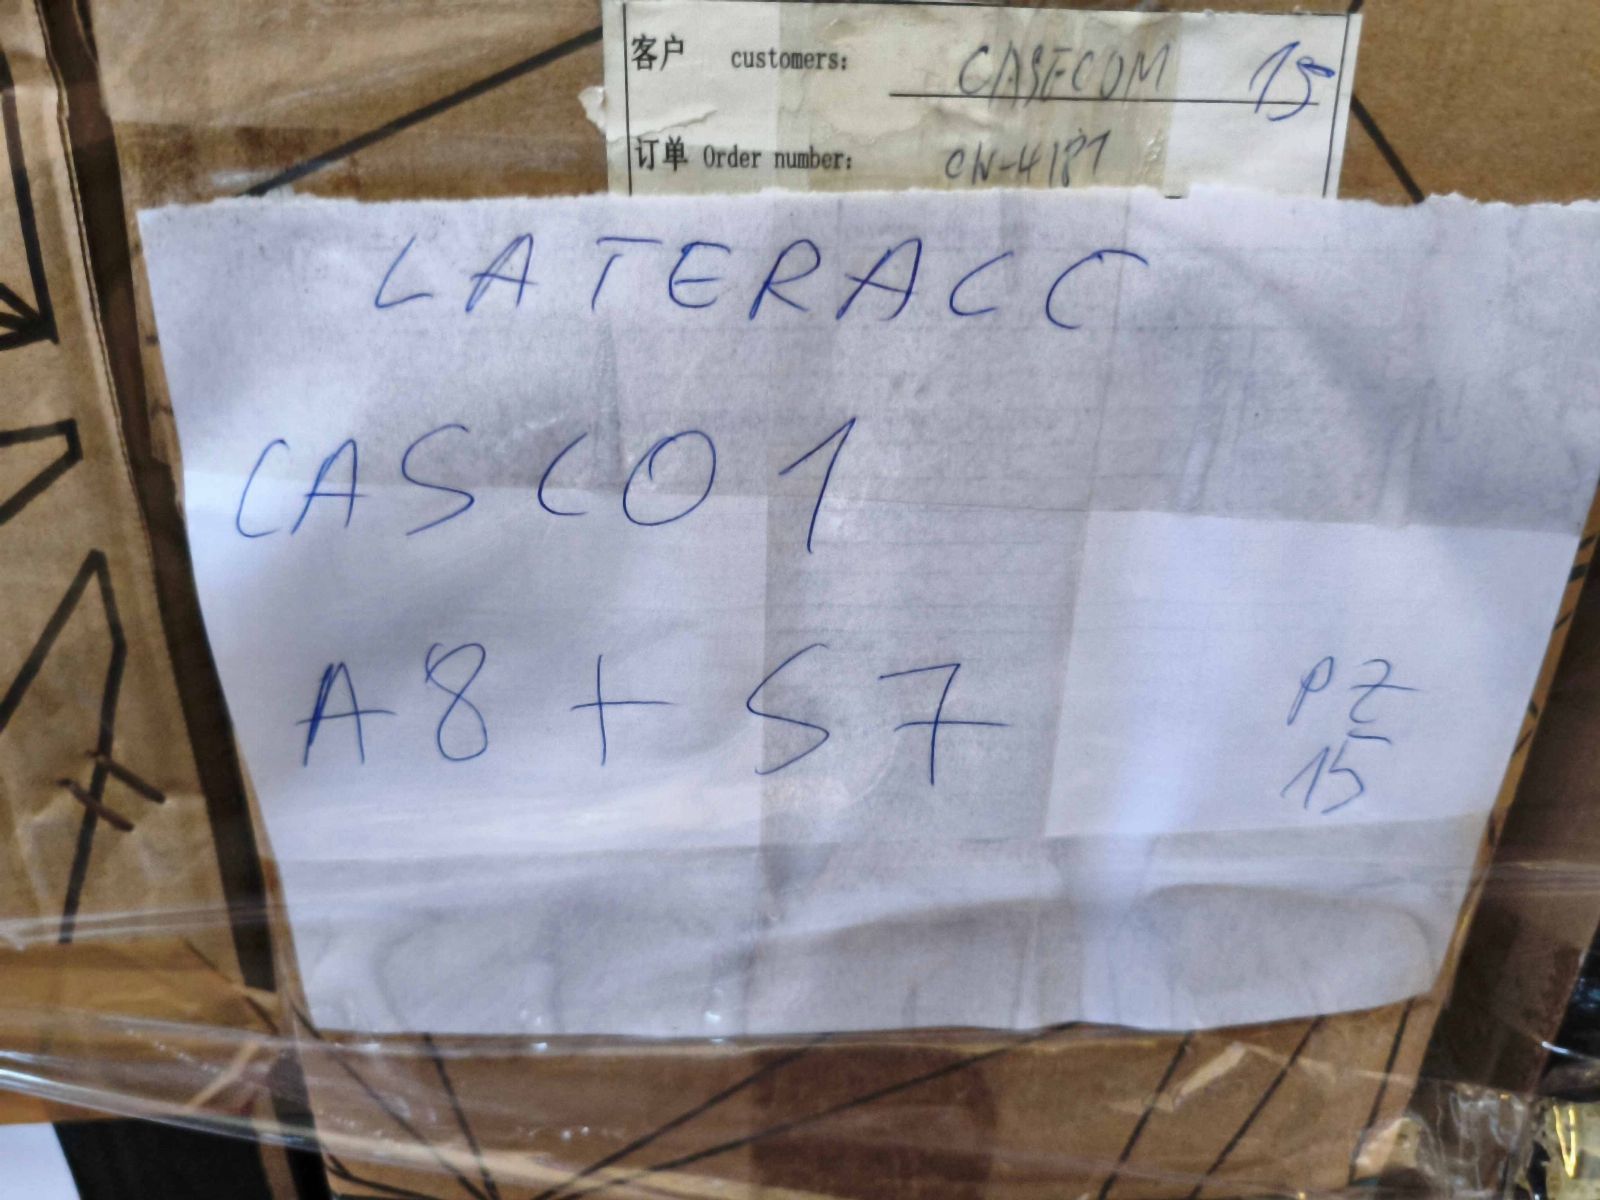 客户 customers: CASECOM 15
订单 Order number: CN-4187
LATERACC
CASCO1
A8 + S7
PZ
15